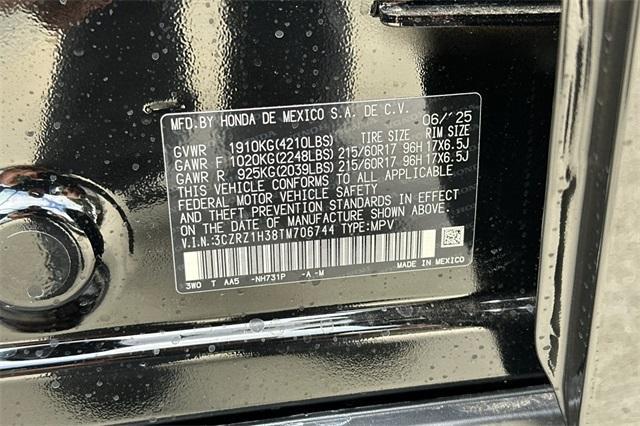 MFD.BY HONDA DE MEXICO S.A. DE C.V. 06/'25
GVWR 1910KG(4210LBS) TIRE SIZE RIM SIZE
GAWR F 1020KG(2248LBS) 215/60R17 96H 17X6.5J
GAWR R 925KG(2039LBS) 215/60R17 96H 17X6.5J
THIS VEHICLE CONFORMS TO ALL APPLICABLE
FEDERAL MOTOR VEHICLE SAFETY
AND THEFT PREVENTION STANDARDS IN EFFECT
ON THE DATE OF MANUFACTURE SHOWN ABOVE.
V.I.N.:3CZRZ1H38TM706744 TYPE:MPV
3W0 T AA5 -NH731P -A -M MADE IN MEXICO